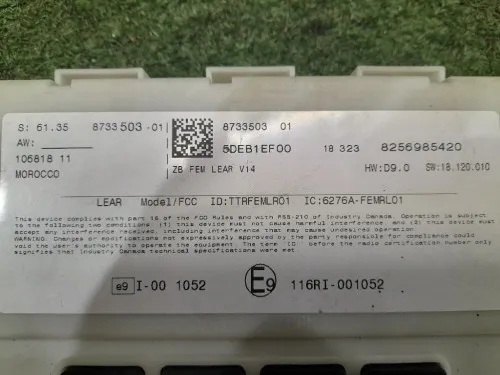 S: 61.35 8733503-01 8733503 01
AW: 5DEB1EF00 18 323 8256985420
105818 11 ZB FEM LEAR V14 HW:D9.0 SW:18.120.010
MOROCCO
LEAR Model/FCC ID:TTRFEMLR01 IC:6276A-FEMRL01
This device complies with part 15 of the FCC Rules and with RSS-210 of Industry Canada. Operation is subject
to the following two conditions (1) this device may not cause harmful interference, and (2) this device must
accept any interference received, including interference that may cause undesired operation.
WARNING. Changes or modifications not expressively approved by the party responsible for compliance could
void the user's authority to operate the equipment. The term IC: before the radio certification number only
signifies that Industry Canada technical specifications were met
e9 I-00 1052 E9 116RI-001052